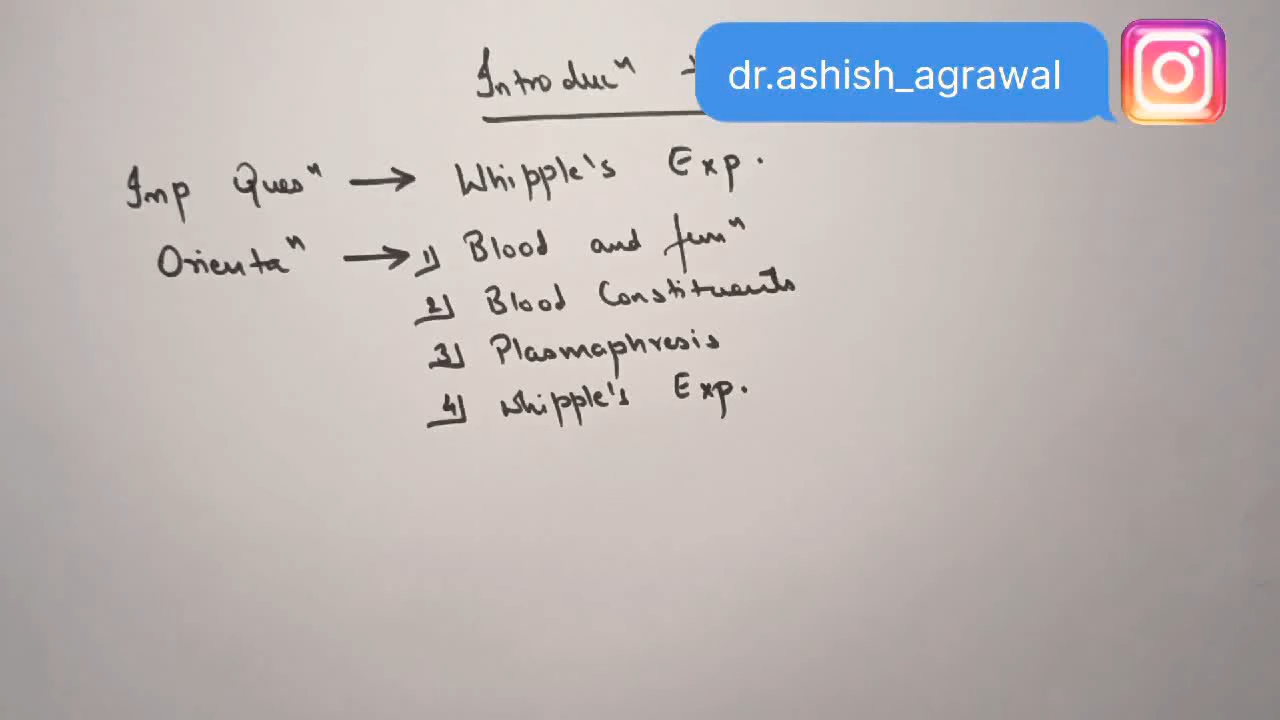 Introducⁿ
dr.ashish_agrawal
Imp Quesⁿ → Whipple's Exp.
Orientaⁿ → 1) Blood and funⁿ
2) Blood Constituents
3) Plasmaphresis
4) Whipple's Exp.